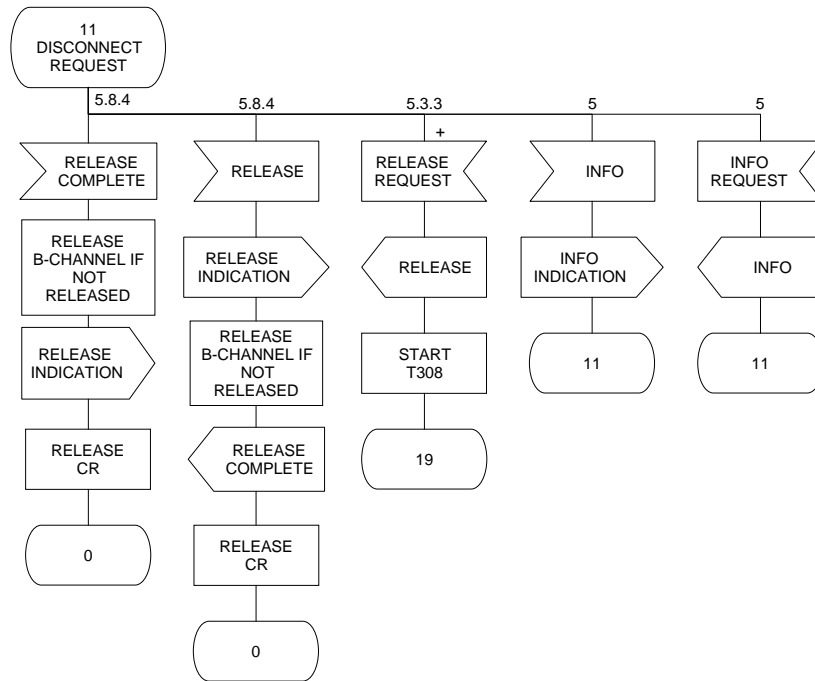 11
DISCONNECT
REQUEST
5.8.4
5.8.4
5.3.3
5
5
+
RELEASE
COMPLETE
RELEASE
B-CHANNEL IF
NOT
RELEASED
RELEASE
INDICATION
RELEASE
CR
0
RELEASE
RELEASE
INDICATION
RELEASE
B-CHANNEL IF
NOT
RELEASED
RELEASE
COMPLETE
RELEASE
CR
0
RELEASE
REQUEST
RELEASE
START
T308
19
INFO
INFO
INDICATION
11
INFO
REQUEST
INFO
11